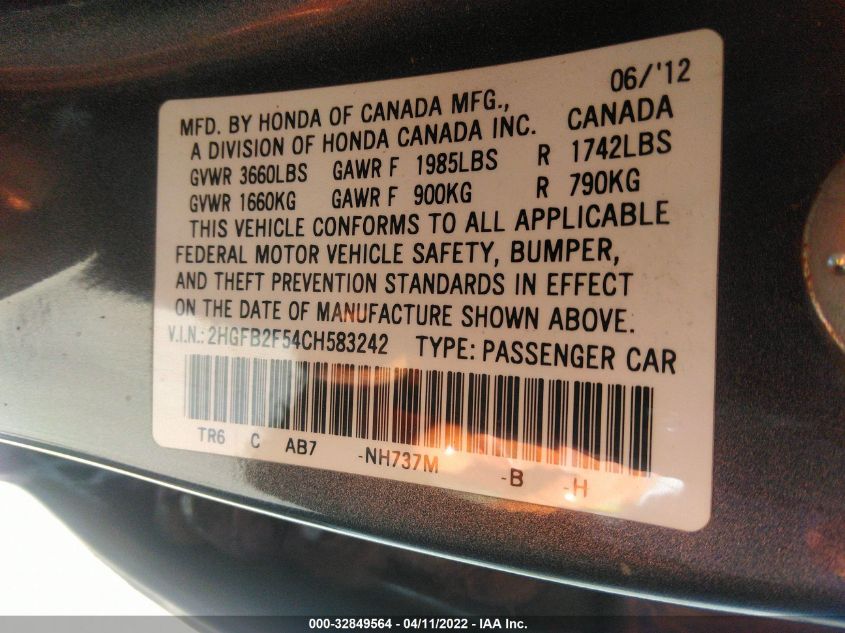 06/'12
MFD. BY HONDA OF CANADA MFG., CANADA
A DIVISION OF HONDA CANADA INC.
GVWR 3660LBS GAWR F 1985LBS R 1742LBS
GVWR 1660KG GAWR F 900KG R 790KG
THIS VEHICLE CONFORMS TO ALL APPLICABLE
FEDERAL MOTOR VEHICLE SAFETY, BUMPER,
AND THEFT PREVENTION STANDARDS IN EFFECT
ON THE DATE OF MANUFACTURE SHOWN ABOVE.
V.I.N.: 2HGFB2F54CH583242 TYPE: PASSENGER CAR
TR6 C AB7 -NH737M -B -H
000-32849564 - 04/11/2022 - IAA Inc.